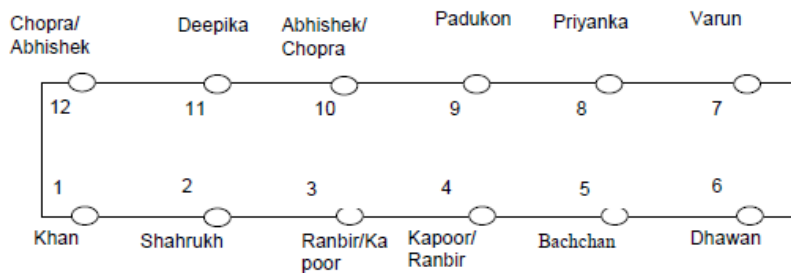 Chopra/
Abhishek
Deepika
Abhishek/
Chopra
Padukon
Priyanka
Varun
12
11
10
9
8
7
1
2
3
4
5
6
Khan
Shahrukh
Ranbir/Ka
poor
Kapoor/
Ranbir
Bachchan
Dhawan